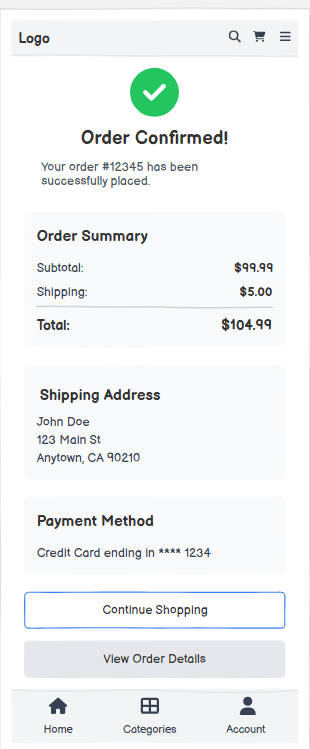 Logo
Order Confirmed!
Your order #12345 has been
successfully placed.
Order Summary
Subtotal: $99.99
Shipping: $5.00
Total: $104.99
Shipping Address
John Doe
123 Main St
Anytown, CA 90210
Payment Method
Credit Card ending in **** 1234
Continue Shopping
View Order Details
Home Categories Account